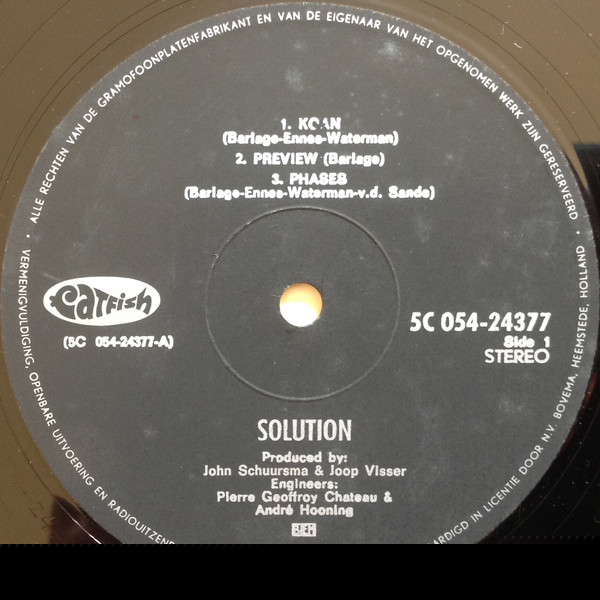 ALLE RECHTEN VAN DE GRAMOFOONPLATENFABRIKANT EN VAN DE EIGENAAR VAN HET OPGENOMEN WERK ZIJN GERESERVEERD
1. KOAN
(Barlage-Ennes-Waterman)
2. PREVIEW (Barlage)
3. PHASES
(Barlage-Ennes-Waterman-v.d. Sande)
Catfish
(5C 054-24377-A)
5C 054-24377
Side 1
STEREO
SOLUTION
Produced by:
John Schuursma & Joop Visser
Engineers:
Pierre Geoffroy Chateau &
André Hooning
BIEM
VERMENIGVULDIGING, OPENBARE UITVOERING EN RADIOUITZEND
ARDIGD IN LICENTIE DOOR N.V. BOVEMA, HEEMSTEDE, HOLLAND